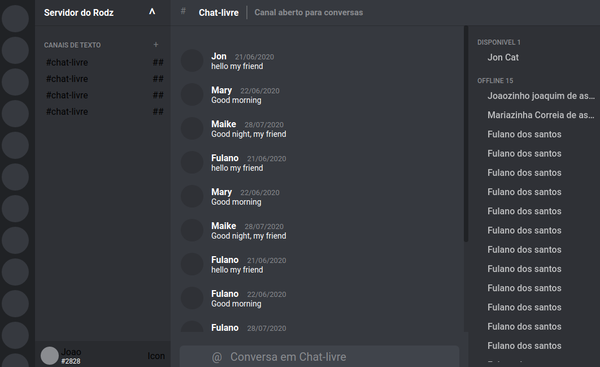 Servidor do Rodz ^
CANAIS DE TEXTO +
#chat-livre ##
#chat-livre ##
#chat-livre ##
#chat-livre ##
Joao
#2828
Icon
# Chat-livre Canal aberto para conversas
Jon 21/06/2020
hello my friend
Mary 22/06/2020
Good morning
Maike 28/07/2020
Good night, my friend
Fulano 21/06/2020
hello my friend
Mary 22/06/2020
Good morning
Maike 28/07/2020
Good night, my friend
Fulano 21/06/2020
hello my friend
Fulano 22/06/2020
Good morning
Fulano 28/07/2020
@ Conversa em Chat-livre
DISPONIVEL 1
Jon Cat
OFFLINE 15
Joaozinho joaquim de as...
Mariazinha Correia de as...
Fulano dos santos
Fulano dos santos
Fulano dos santos
Fulano dos santos
Fulano dos santos
Fulano dos santos
Fulano dos santos
Fulano dos santos
Fulano dos santos
Fulano dos santos
Fulano dos santos
Fulano dos santos